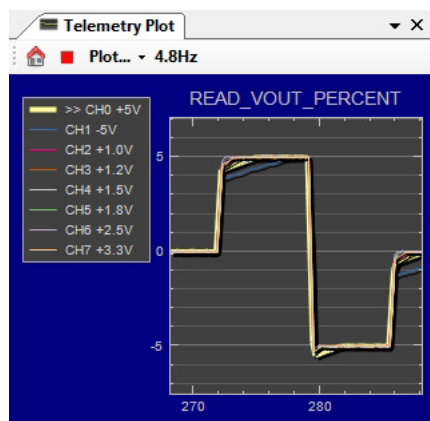 Telemetry Plot
Plot... 4.8Hz
READ_VOUT_PERCENT
>> CH0 +5V
CH1 -5V
CH2 +1.0V
CH3 +1.2V
CH4 +1.5V
CH5 +1.8V
CH6 +2.5V
CH7 +3.3V
5
0
-5
270 280